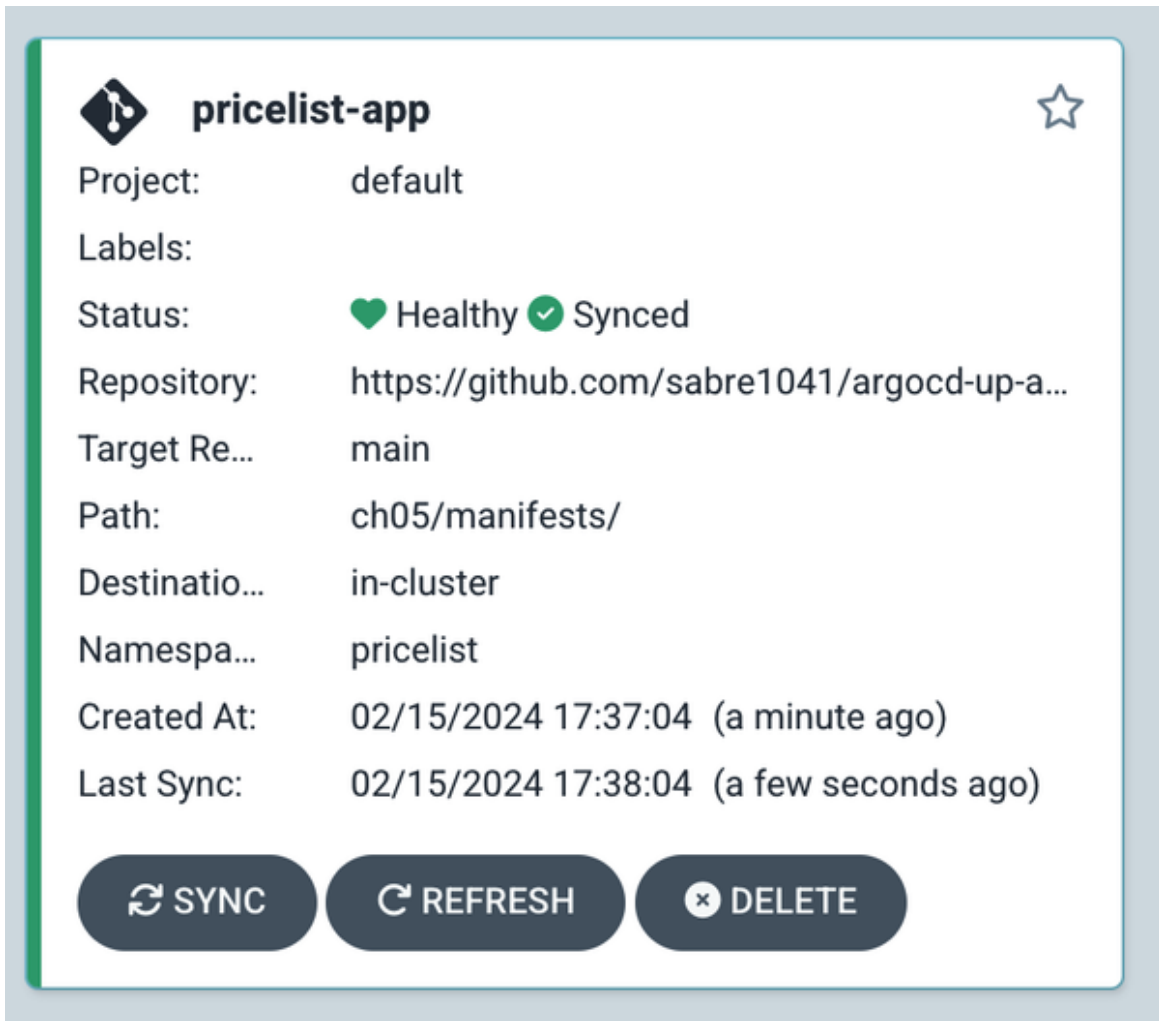 pricelist-app
Project: default
Labels:
Status: Healthy Synced
Repository: https://github.com/sabre1041/argocd-up-a...
Target Re... main
Path: ch05/manifests/
Destinatio... in-cluster
Namespa... pricelist
Created At: 02/15/2024 17:37:04 (a minute ago)
Last Sync: 02/15/2024 17:38:04 (a few seconds ago)
SYNC REFRESH DELETE